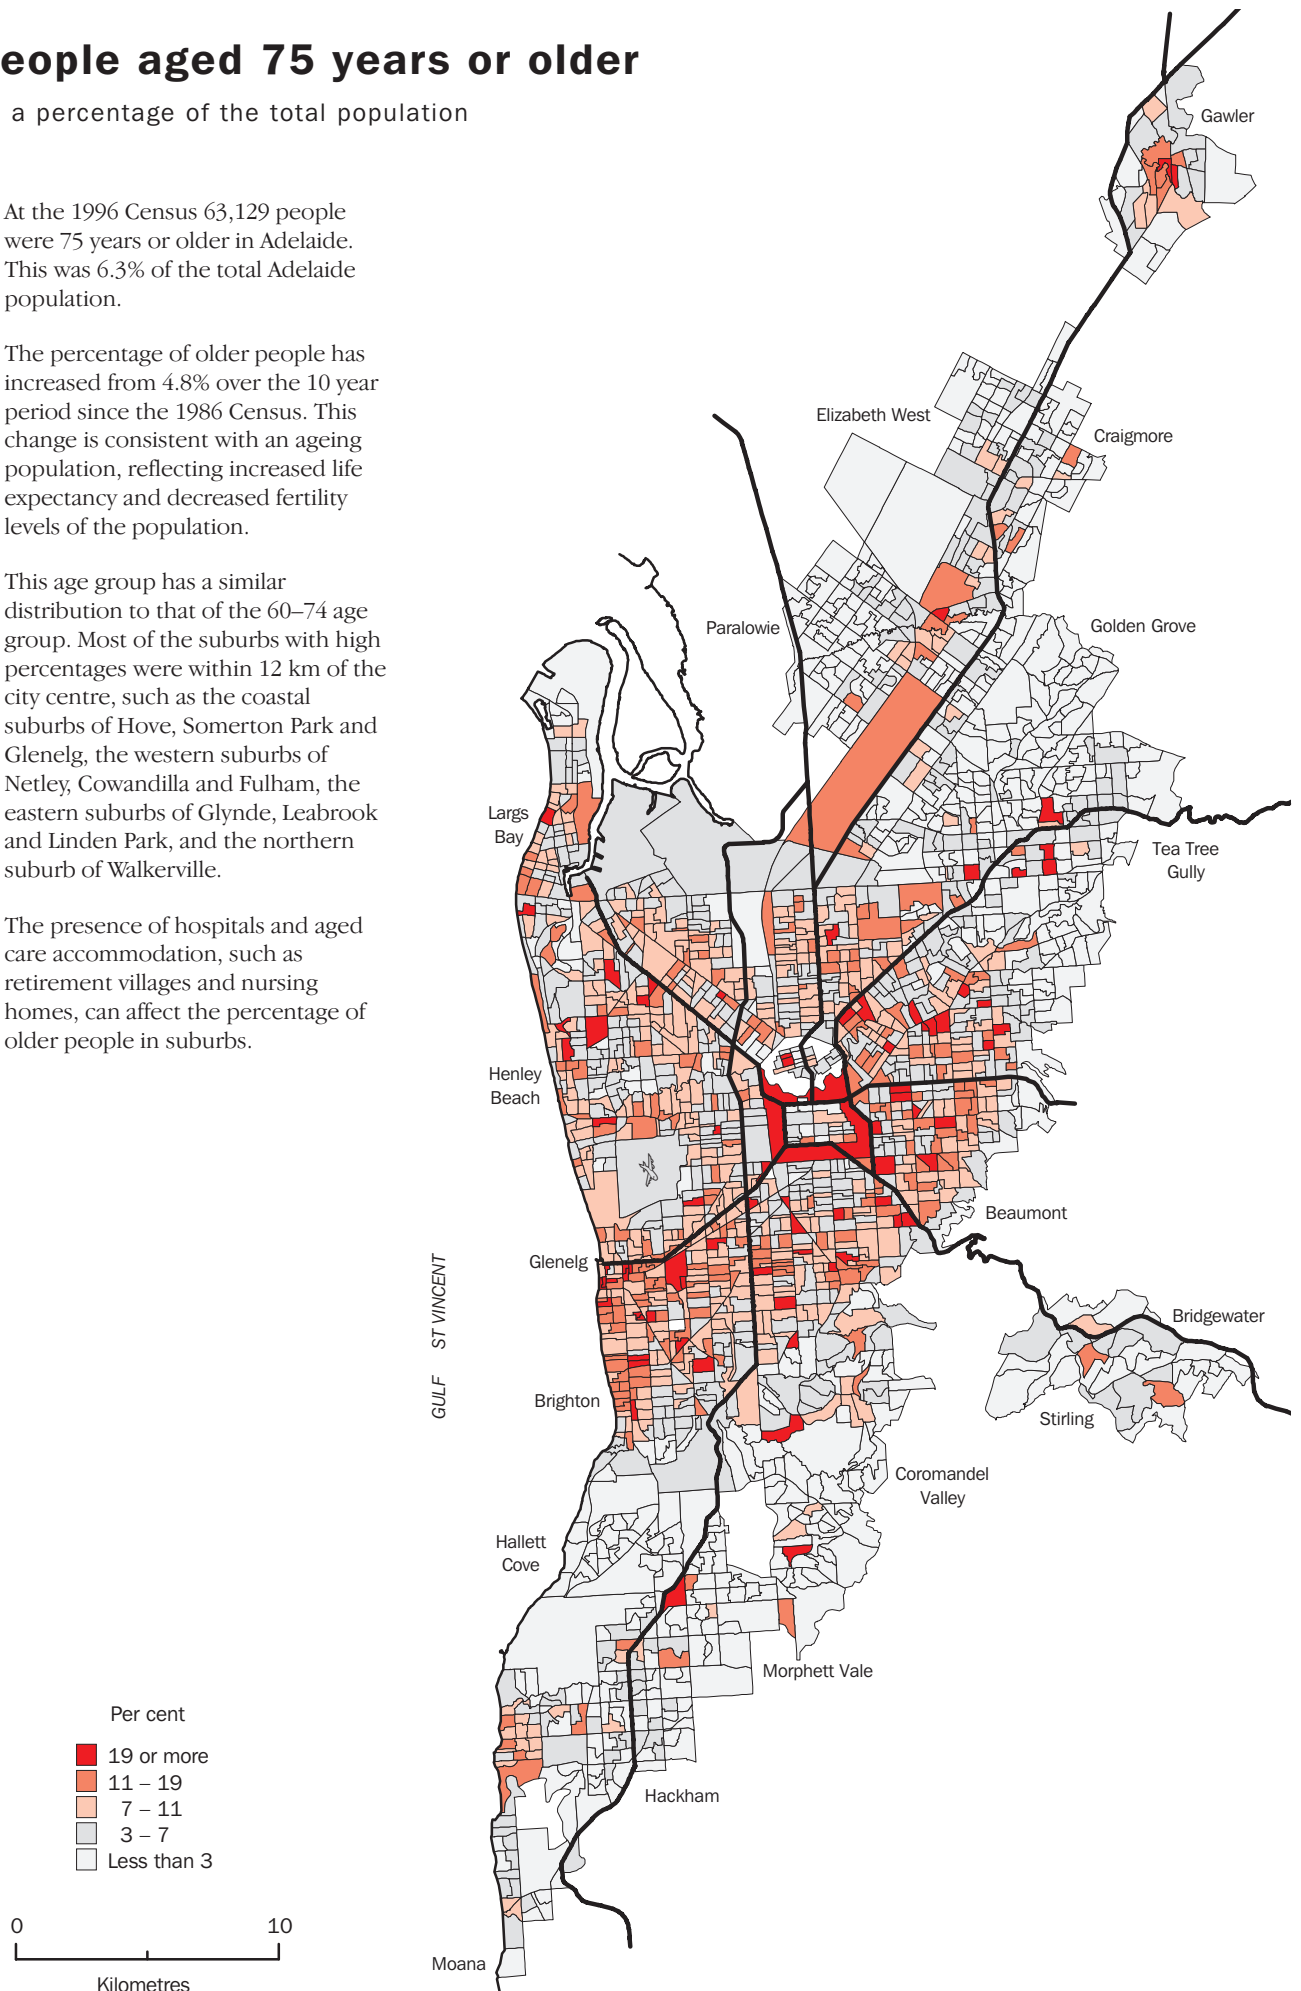 eople aged 75 years or older
a percentage of the total population
At the 1996 Census 63,129 people
were 75 years or older in Adelaide.
This was 6.3% of the total Adelaide
population.
The percentage of older people has
increased from 4.8% over the 10 year
period since the 1986 Census. This
change is consistent with an ageing
population, reflecting increased life
expectancy and decreased fertility
levels of the population.
This age group has a similar
distribution to that of the 60–74 age
group. Most of the suburbs with high
percentages were within 12 km of the
city centre, such as the coastal
suburbs of Hove, Somerton Park and
Glenelg, the western suburbs of
Netley, Cowandilla and Fulham, the
eastern suburbs of Glynde, Leabrook
and Linden Park, and the northern
suburb of Walkerville.
The presence of hospitals and aged
care accommodation, such as
retirement villages and nursing
homes, can affect the percentage of
older people in suburbs.
Gawler
Elizabeth West
Craigmore
Paralowie
Golden Grove
Largs
Bay
Tea Tree
Gully
Henley
Beach
Beaumont
Glenelg
GULF ST VINCENT
Bridgewater
Brighton
Stirling
Coromandel
Valley
Hallett
Cove
Morphett Vale
Hackham
Moana
Per cent
19 or more
11 – 19
7 – 11
3 – 7
Less than 3
0 10
Kilometres